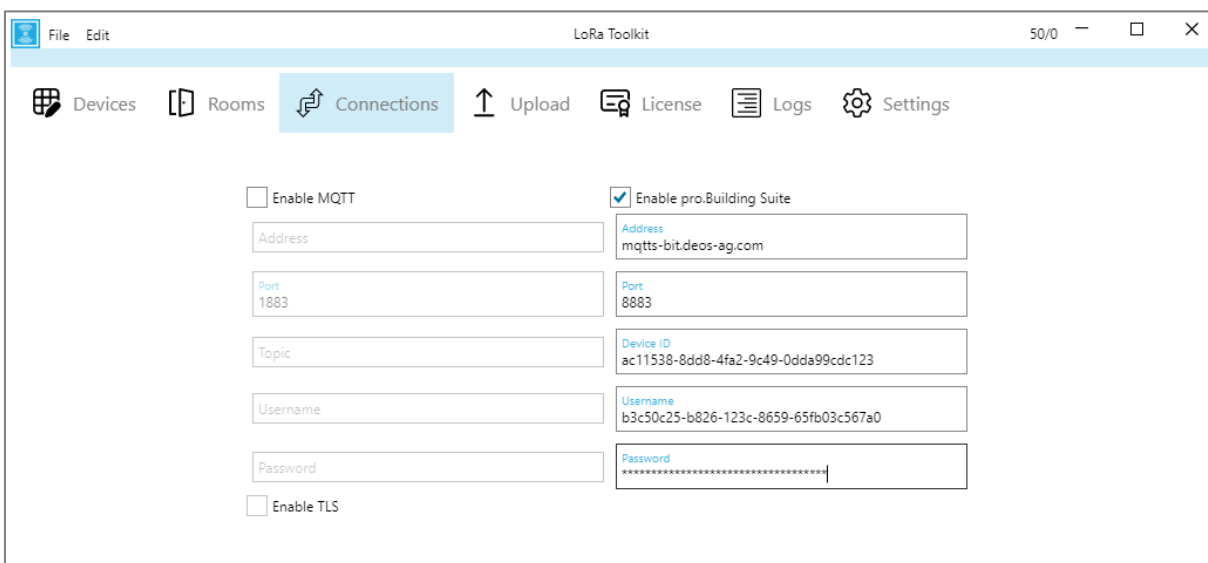 File Edit LoRa Toolkit 50/0
Devices Rooms Connections Upload License Logs Settings
Enable MQTT
Address
Port
1883
Topic
Username
Password
Enable TLS
Enable pro.Building Suite
Address
mqtts-bit.deos-ag.com
Port
8883
Device ID
ac11538-8dd8-4fa2-9c49-0dda99cdc123
Username
b3c50c25-b826-123c-8659-65fb03c567a0
Password
************************************